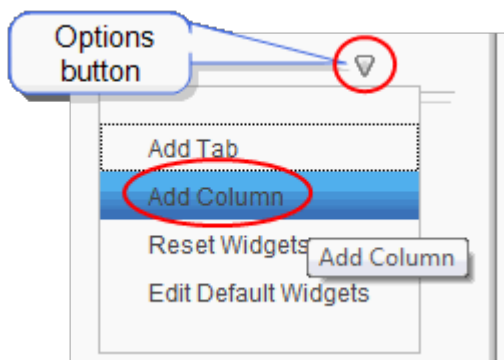 Options
button
Add Tab
Add Column
Reset Widgets
Add Column
Edit Default Widgets